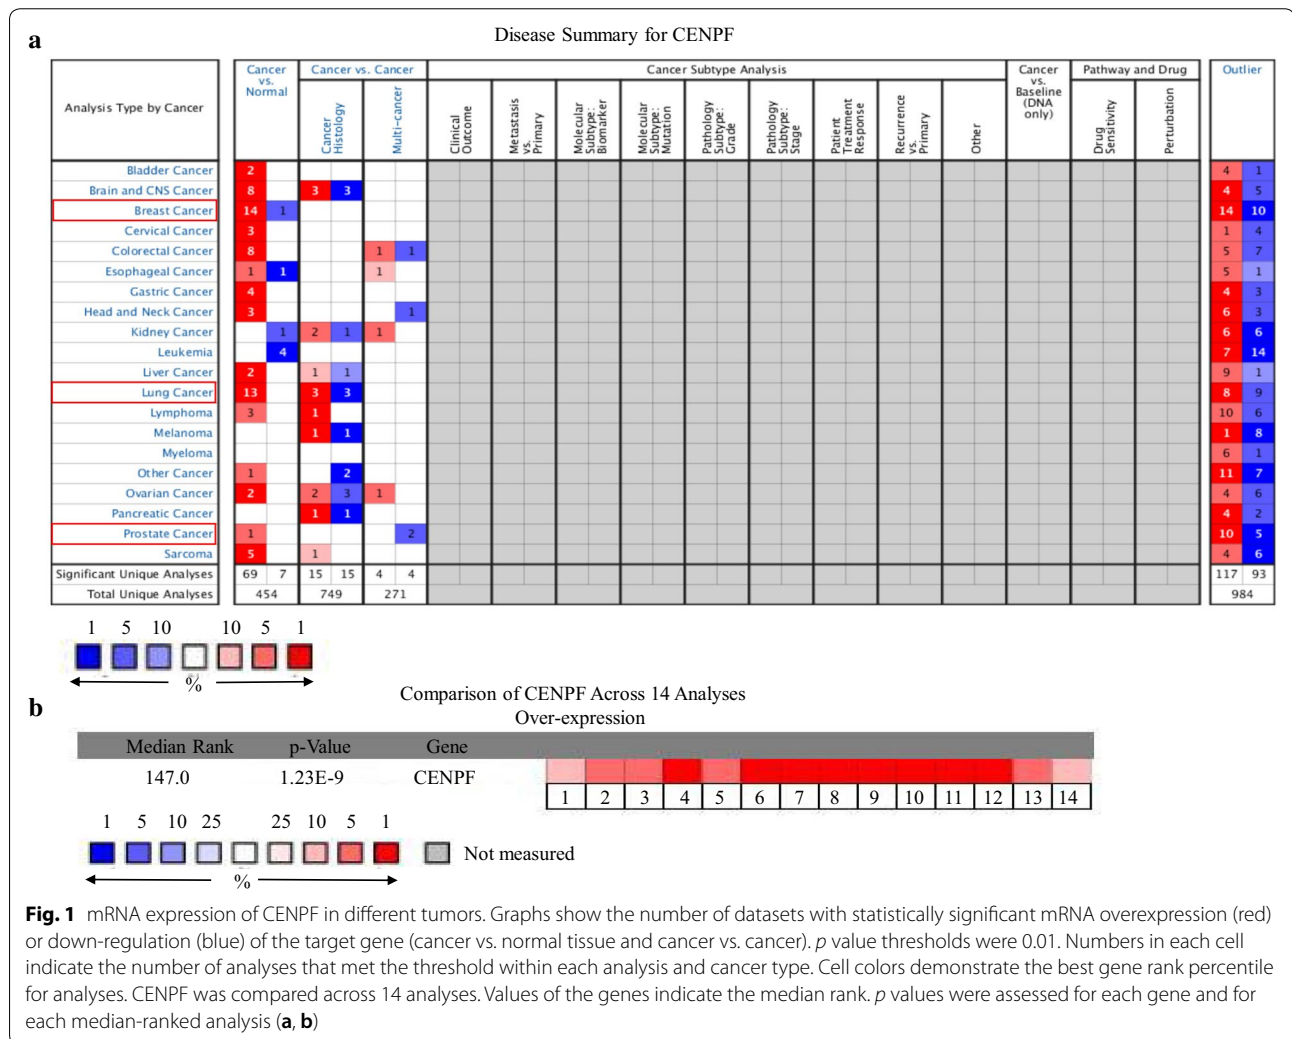 a
Disease Summary for CENPF
Analysis Type by Cancer
Cancer vs. Normal
Cancer vs. Cancer
Cancer Subtype Analysis
Cancer vs. Baseline (DNA only)
Pathway and Drug
Outlier
Cancer Histology
Multi-cancer
Clinical Outcome
Metastasis vs. Primary
Molecular Subtype: Biomarker
Molecular Subtype: Mutation
Pathology Subtype: Grade
Pathology Subtype: Stage
Patient Treatment Response
Recurrence vs. Primary
Other
Drug Sensitivity
Perturbation
Bladder Cancer 2 4 1
Brain and CNS Cancer 8 3 3 4 5
Breast Cancer 14 1 14 10
Cervical Cancer 3 1 4
Colorectal Cancer 8 1 1 5 7
Esophageal Cancer 1 1 1 5 1
Gastric Cancer 4 4 3
Head and Neck Cancer 3 1 6 3
Kidney Cancer 1 2 1 1 6 6
Leukemia 4 7 14
Liver Cancer 2 1 1 9 1
Lung Cancer 13 3 3 8 9
Lymphoma 3 1 10 6
Melanoma 1 1 1 8
Myeloma 6 1
Other Cancer 1 2 11 7
Ovarian Cancer 2 2 3 1 4 6
Pancreatic Cancer 1 1 4 2
Prostate Cancer 1 2 10 5
Sarcoma 5 1 4 6
Significant Unique Analyses 69 7 15 15 4 4 117 93
Total Unique Analyses 454 749 271 984
1 5 10 10 5 1
%
b
Comparison of CENPF Across 14 Analyses
Over-expression
Median Rank p-Value Gene
147.0 1.23E-9 CENPF
1 2 3 4 5 6 7 8 9 10 11 12 13 14
1 5 10 25 25 10 5 1
Not measured
%
Fig. 1 mRNA expression of CENPF in different tumors. Graphs show the number of datasets with statistically significant mRNA overexpression (red)
or down-regulation (blue) of the target gene (cancer vs. normal tissue and cancer vs. cancer). p value thresholds were 0.01. Numbers in each cell
indicate the number of analyses that met the threshold within each analysis and cancer type. Cell colors demonstrate the best gene rank percentile
for analyses. CENPF was compared across 14 analyses. Values of the genes indicate the median rank. p values were assessed for each gene and for
each median-ranked analysis (a, b)